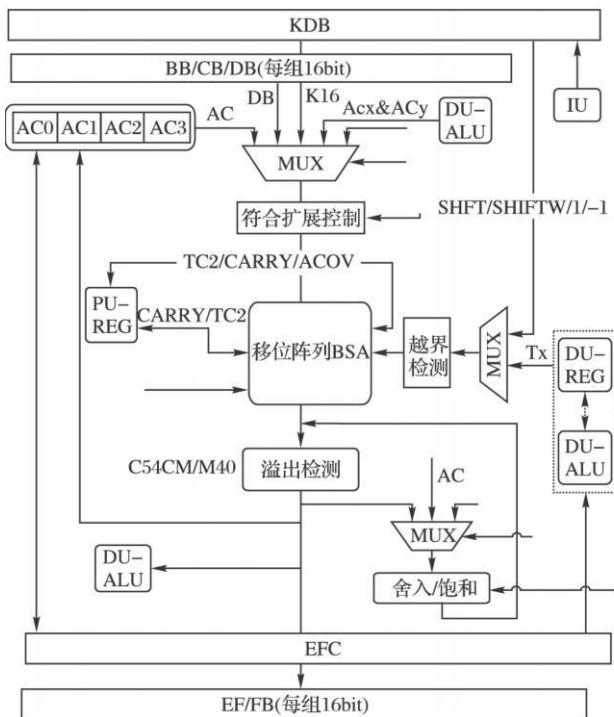 KDB
BB/CB/DB(每组16bit)
IU
DB
K16
AC
Acx&ACy
DU-
ALU
AC0 AC1 AC2 AC3
MUX
符合扩展控制
SHFT/SHIFTW/1/-1
TC2/CARRY/ACOV
PU-
REG
CARRY/TC2
移位阵列BSA
越界
检测
MUX
Tx
DU-
REG
DU-
ALU
C54CM/M40
溢出检测
AC
MUX
DU-
ALU
舍入/饱和
EFC
EF/FB(每组16bit)